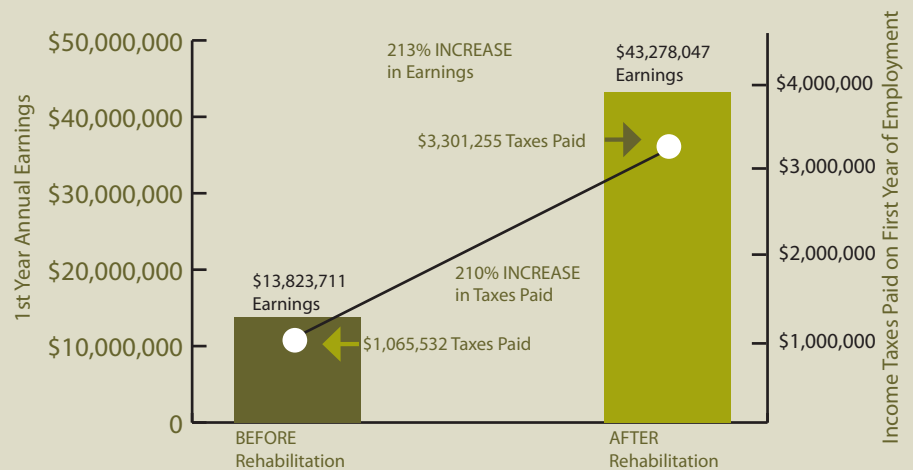 1st Year Annual Earnings
$50,000,000
$40,000,000
$30,000,000
$20,000,000
$10,000,000
0
213% INCREASE
in Earnings
$43,278,047
Earnings
$3,301,255 Taxes Paid
210% INCREASE
in Taxes Paid
$13,823,711
Earnings
$1,065,532 Taxes Paid
BEFORE
Rehabilitation
AFTER
Rehabilitation
$4,000,000
$3,000,000
$2,000,000
$1,000,000
Income Taxes Paid on First Year of Employment